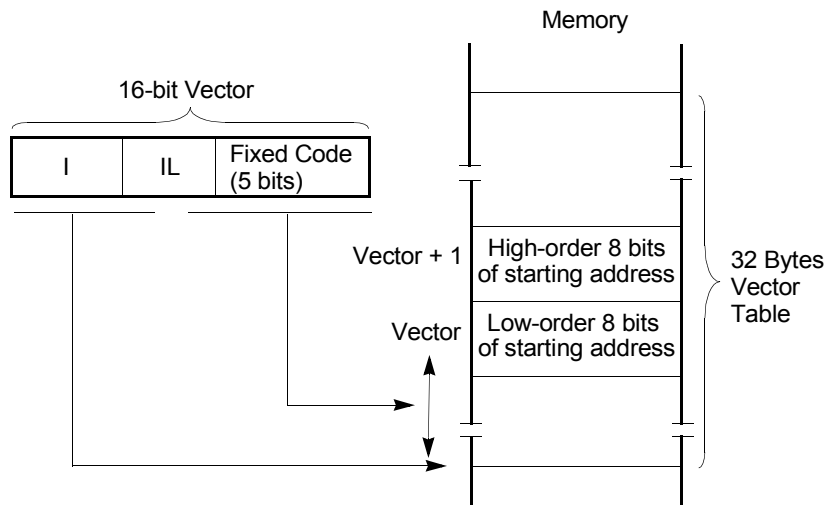 Memory
16-bit Vector
I
IL
Fixed Code
(5 bits)
Vector + 1
High-order 8 bits
of starting address
Vector
Low-order 8 bits
of starting address
32 Bytes
Vector
Table